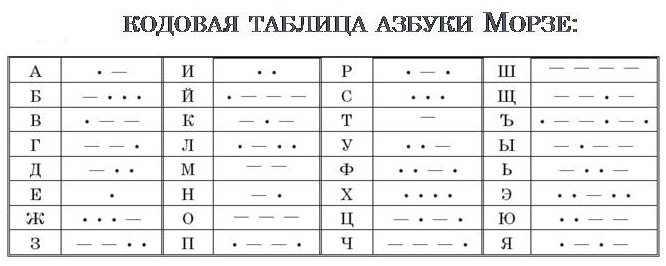 КОДОВАЯ ТАБЛИЦА АЗБУКИ МОРЗЕ:
А • — И • • Р • — • Ш — — — —
Б — • • • Й • — — — С • • • Щ — — • —
В • — — К — • — Т — Ъ • — — • — •
Г — — • Л • — • • У • • — Ы — • — —
Д — • • М — — Ф • • — • Ь — • • —
Е • Н — • Х • • • • Э • • — • •
Ж • • • — О — — — Ц — • — • Ю • • — —
З — — • • П • — — • Ч — — — • Я • — • —